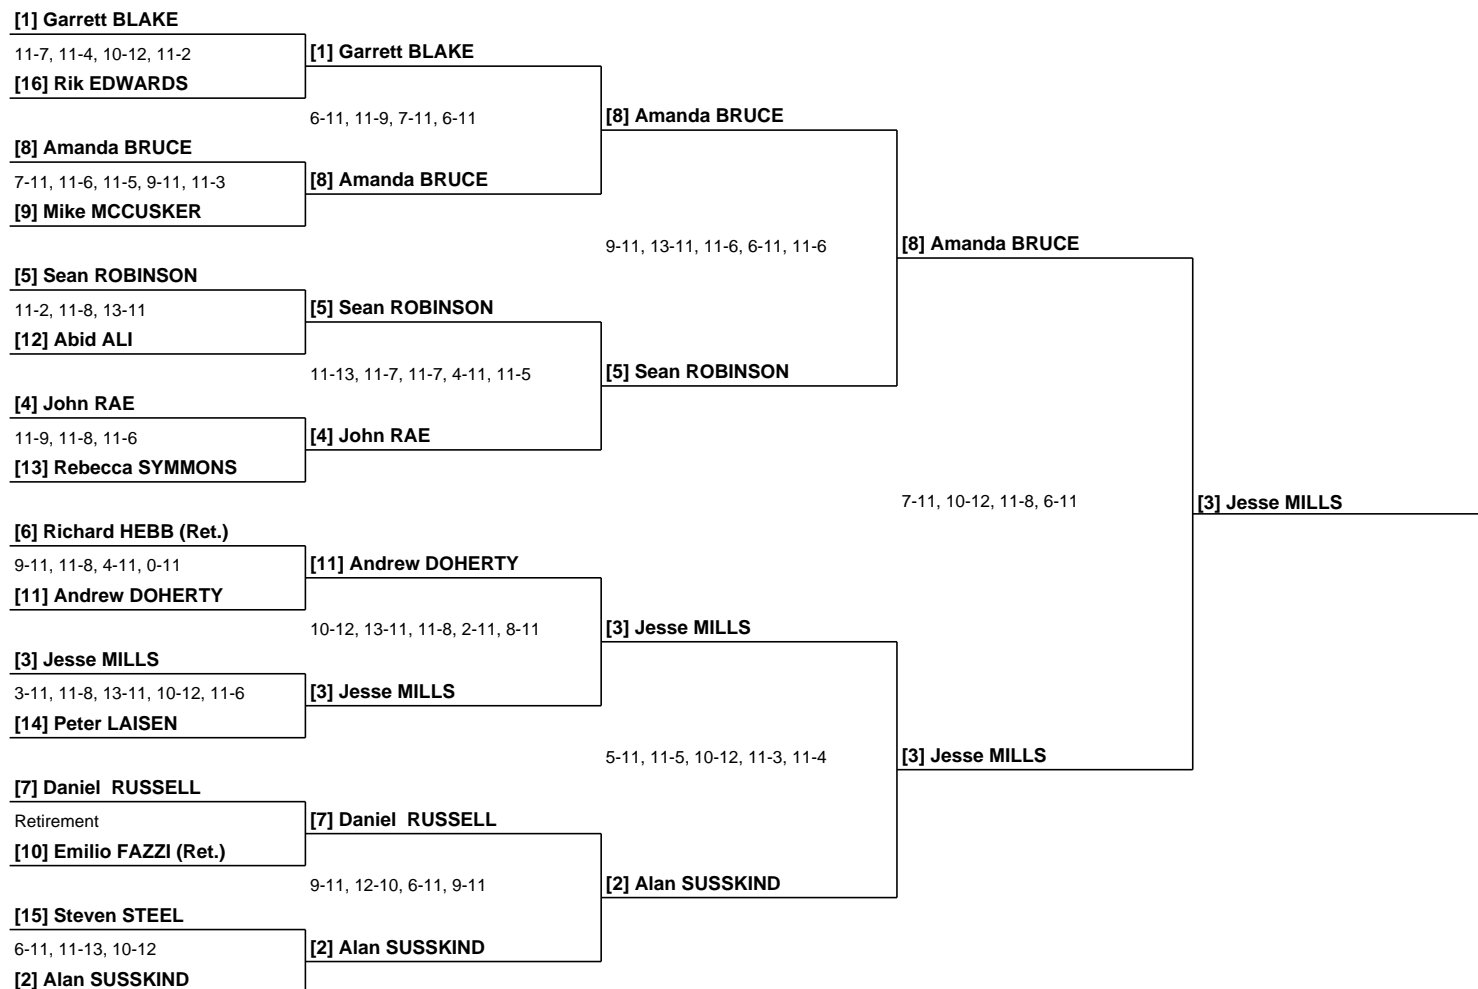 [1] Garrett BLAKE
11-7, 11-4, 10-12, 11-2
[16] Rik EDWARDS
[8] Amanda BRUCE
7-11, 11-6, 11-5, 9-11, 11-3
[9] Mike MCCUSKER
[5] Sean ROBINSON
11-2, 11-8, 13-11
[12] Abid ALI
[4] John RAE
11-9, 11-8, 11-6
[13] Rebecca SYMMONS
[6] Richard HEBB (Ret.)
9-11, 11-8, 4-11, 0-11
[11] Andrew DOHERTY
[3] Jesse MILLS
3-11, 11-8, 13-11, 10-12, 11-6
[14] Peter LAISEN
[7] Daniel  RUSSELL
Retirement
[10] Emilio FAZZI (Ret.)
[15] Steven STEEL
6-11, 11-13, 10-12
[2] Alan SUSSKIND
[1] Garrett BLAKE
6-11, 11-9, 7-11, 6-11
[8] Amanda BRUCE
[5] Sean ROBINSON
11-13, 11-7, 11-7, 4-11, 11-5
[4] John RAE
[11] Andrew DOHERTY
10-12, 13-11, 11-8, 2-11, 8-11
[3] Jesse MILLS
[7] Daniel  RUSSELL
9-11, 12-10, 6-11, 9-11
[2] Alan SUSSKIND
[8] Amanda BRUCE
9-11, 13-11, 11-6, 6-11, 11-6
[5] Sean ROBINSON
[3] Jesse MILLS
5-11, 11-5, 10-12, 11-3, 11-4
[2] Alan SUSSKIND
[8] Amanda BRUCE
7-11, 10-12, 11-8, 6-11
[3] Jesse MILLS
[3] Jesse MILLS